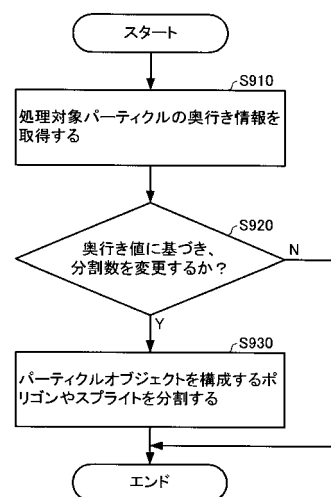 スタート
S910
処理対象パーティクルの奥行き情報を
取得する
S920
奥行き値に基づき、
分割数を変更するか?
N
Y
S930
パーティクルオブジェクトを構成するポ
リゴンやスプライトを分割する
エンド